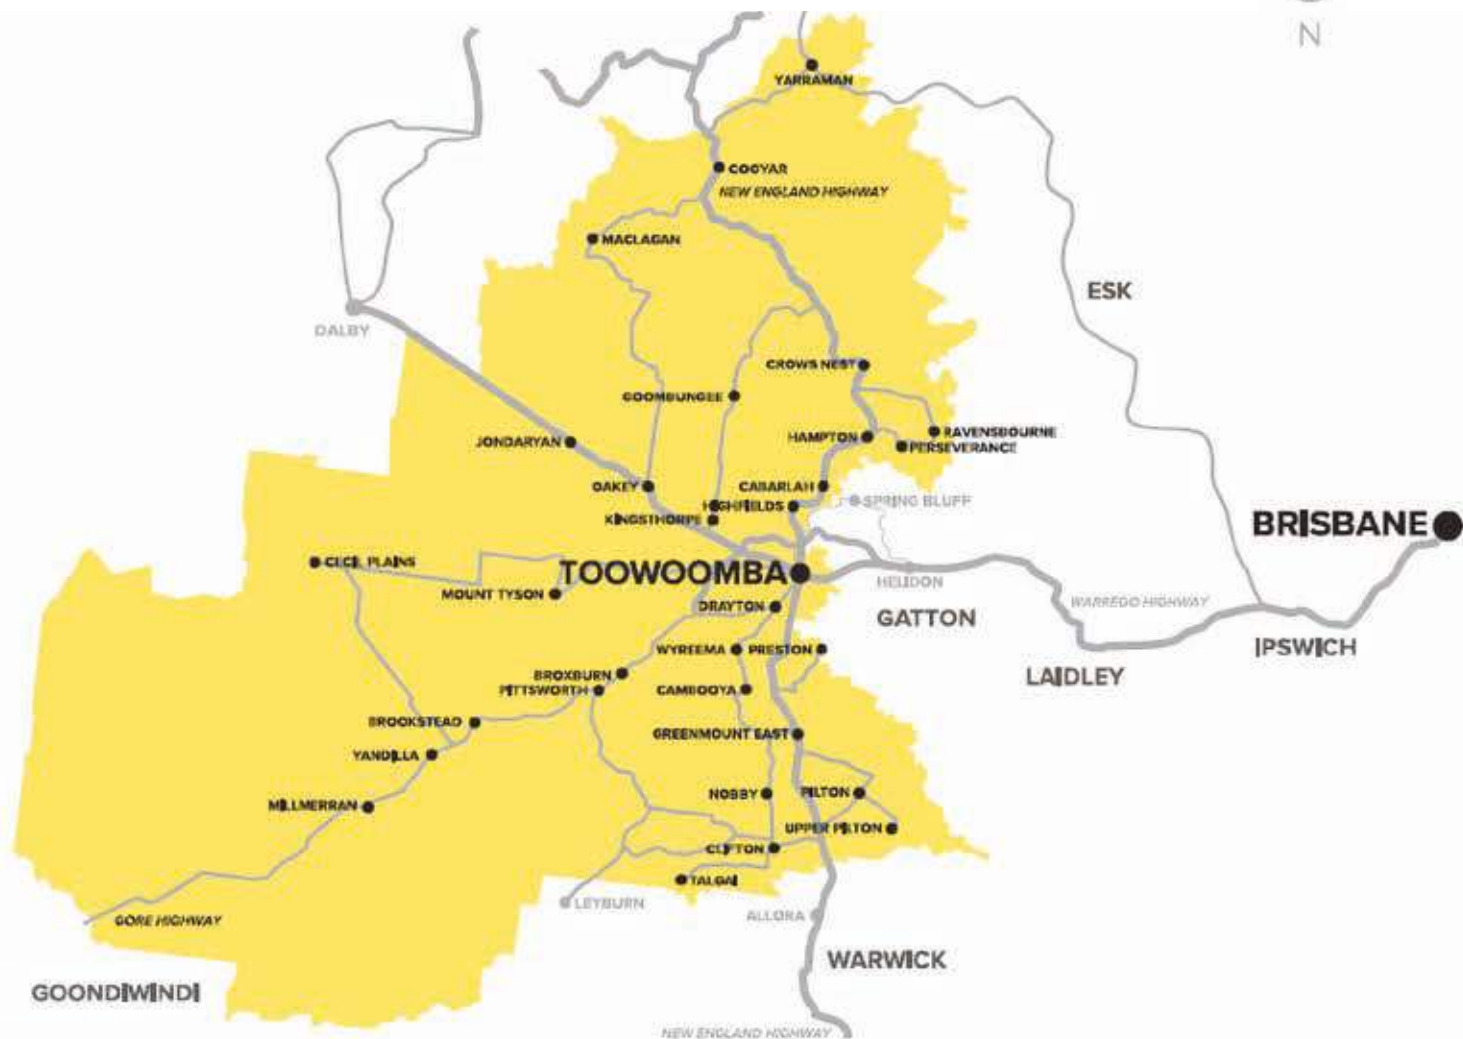 N
YARRAMAN
COOYAR
NEW ENGLAND HIGHWAY
MACLAGAN
ESK
DALBY
CROWS NEST
GOOMBUNGEE
JONDARYAN
HAMPTON
RAVENSBOURNE
PERSEVERANCE
OAKEY
CABARLAH
HIGHFIELDS
SPRING BLUFF
KINGSTHORPE
BRISBANE
CECIL PLAINS
TOOWOOMBA
HELIDON
MOUNT TYSON
DRAYTON
WARREGO HIGHWAY
GATTON
WYREEMA
PRESTON
IPSWICH
BROXBURN
LAIDLEY
PITTSWORTH
CAMBOOYA
BROOKSTEAD
GREENMOUNT EAST
YANDILLA
NOBBY
PILTON
MILLMERRAN
UPPER PILTON
CLIFTON
TALGAI
LEYBURN
ALLORA
GORE HIGHWAY
WARWICK
GOONDIWINDI
NEW ENGLAND HIGHWAY